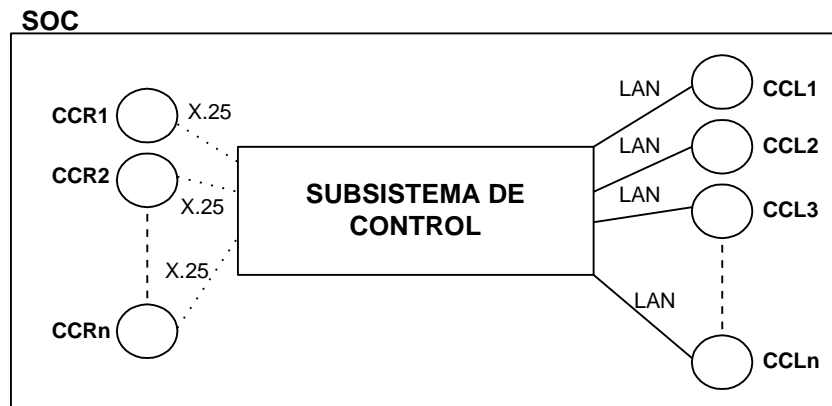 SOC
CCR1
X.25
CCR2
X.25
X.25
CCRn
SUBSISTEMA DE
CONTROL
LAN
CCL1
LAN
CCL2
LAN
CCL3
LAN
CCLn